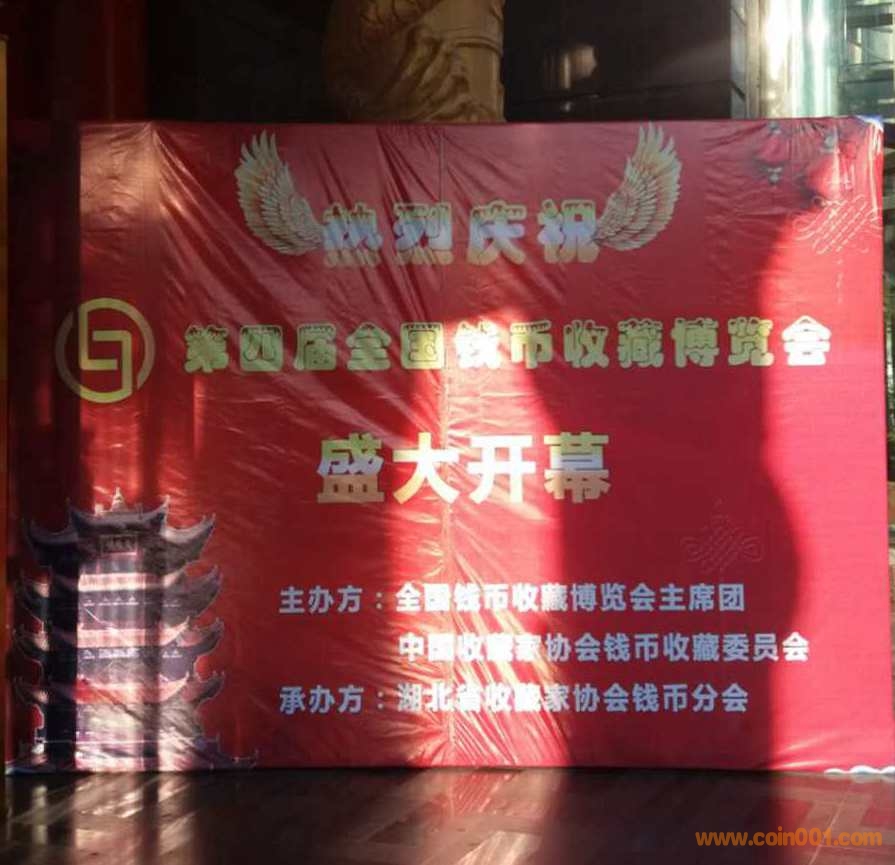 热烈庆祝
第四届全国钱币收藏博览会
盛大开幕
主办方：全国钱币收藏博览会主席团
中国收藏家协会钱币收藏委员会
承办方：湖北省收藏家协会钱币分会
www.coin001.com